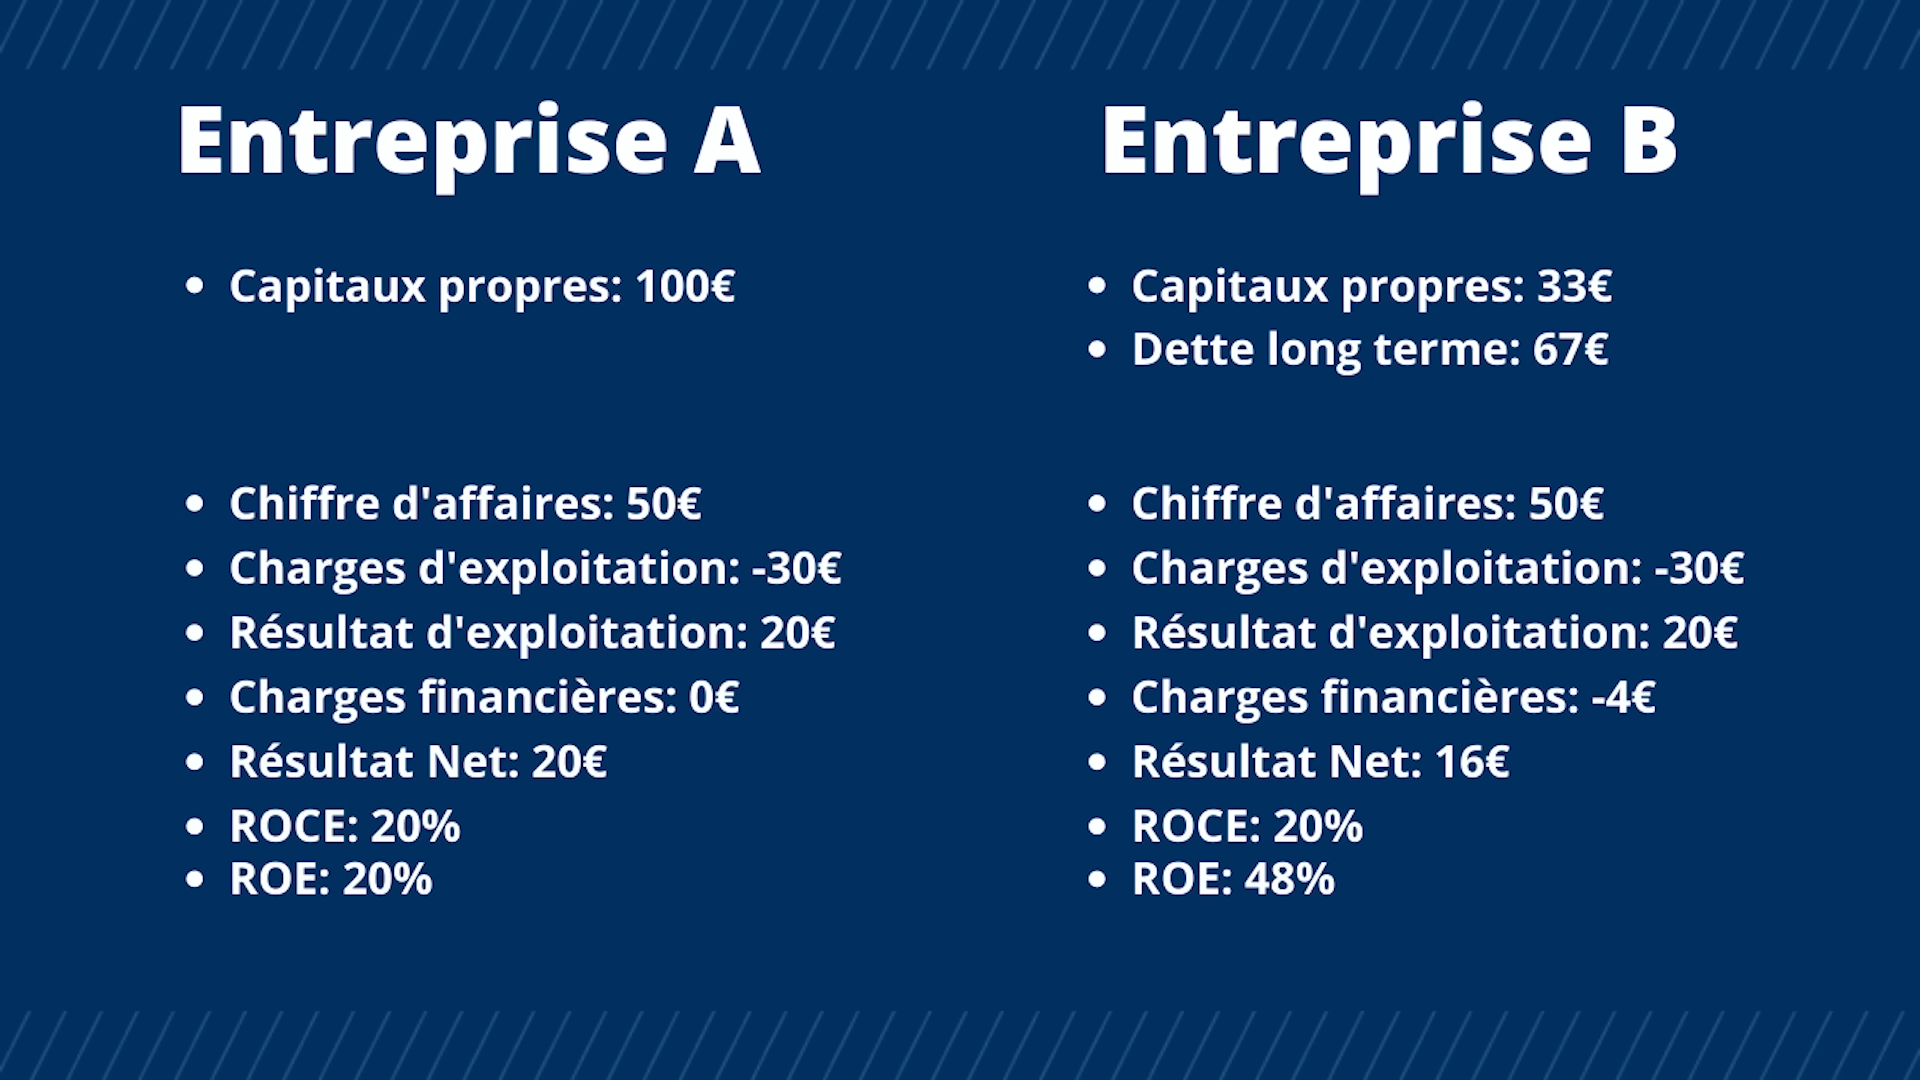 Entreprise A
• Capitaux propres: 100€
• Chiffre d'affaires: 50€
• Charges d'exploitation: -30€
• Résultat d'exploitation: 20€
• Charges financières: 0€
• Résultat Net: 20€
• ROCE: 20%
• ROE: 20%
Entreprise B
• Capitaux propres: 33€
• Dette long terme: 67€
• Chiffre d'affaires: 50€
• Charges d'exploitation: -30€
• Résultat d'exploitation: 20€
• Charges financières: -4€
• Résultat Net: 16€
• ROCE: 20%
• ROE: 48%